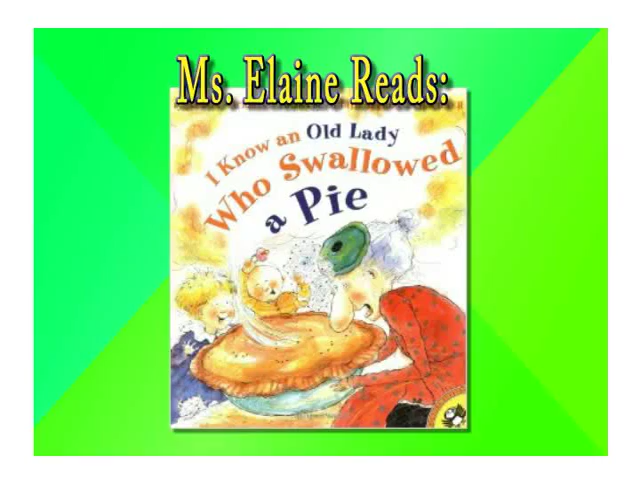 Ms. Elaine Reads:
I Know an Old Lady
Who Swallowed
a Pie